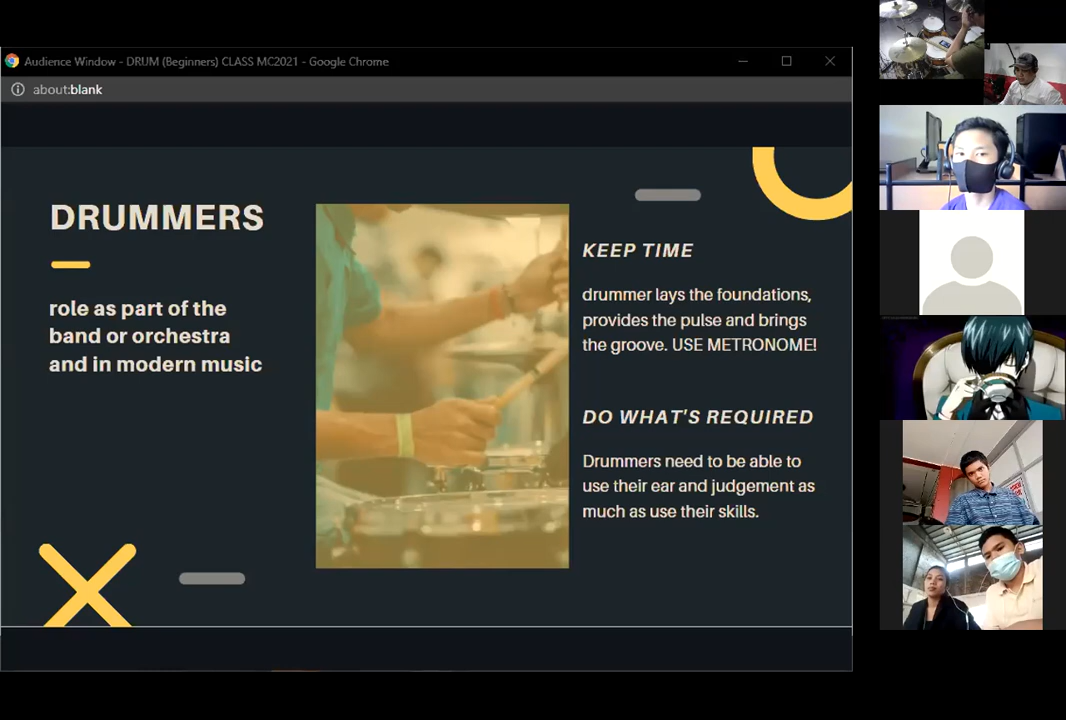 Audience Window - DRUM (Beginners) CLASS MC2021 - Google Chrome
about:blank
DRUMMERS
role as part of the
band or orchestra
and in modern music
KEEP TIME
drummer lays the foundations,
provides the pulse and brings
the groove. USE METRONOME!
DO WHAT'S REQUIRED
Drummers need to be able to
use their ear and judgement as
much as use their skills.